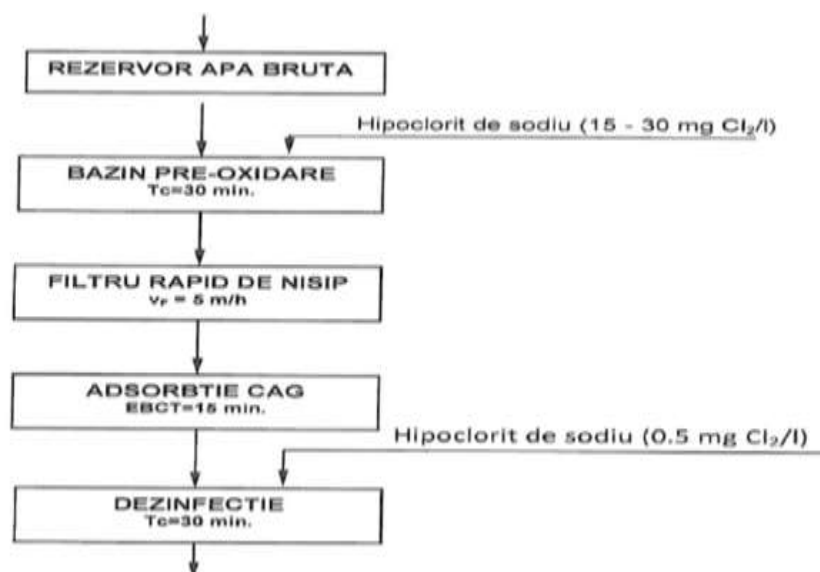 REZERVOR APA BRUTA
Hipoclorit de sodiu (15 - 30 mg Cl₂/l)
BAZIN PRE-OXIDARE
Tc=30 min.
FILTRU RAPID DE NISIP
v_F = 5 m/h
ADSORBTIE CAG
EBCT=15 min.
Hipoclorit de sodiu (0.5 mg Cl₂/l)
DEZINFECTIE
Tc=30 min.